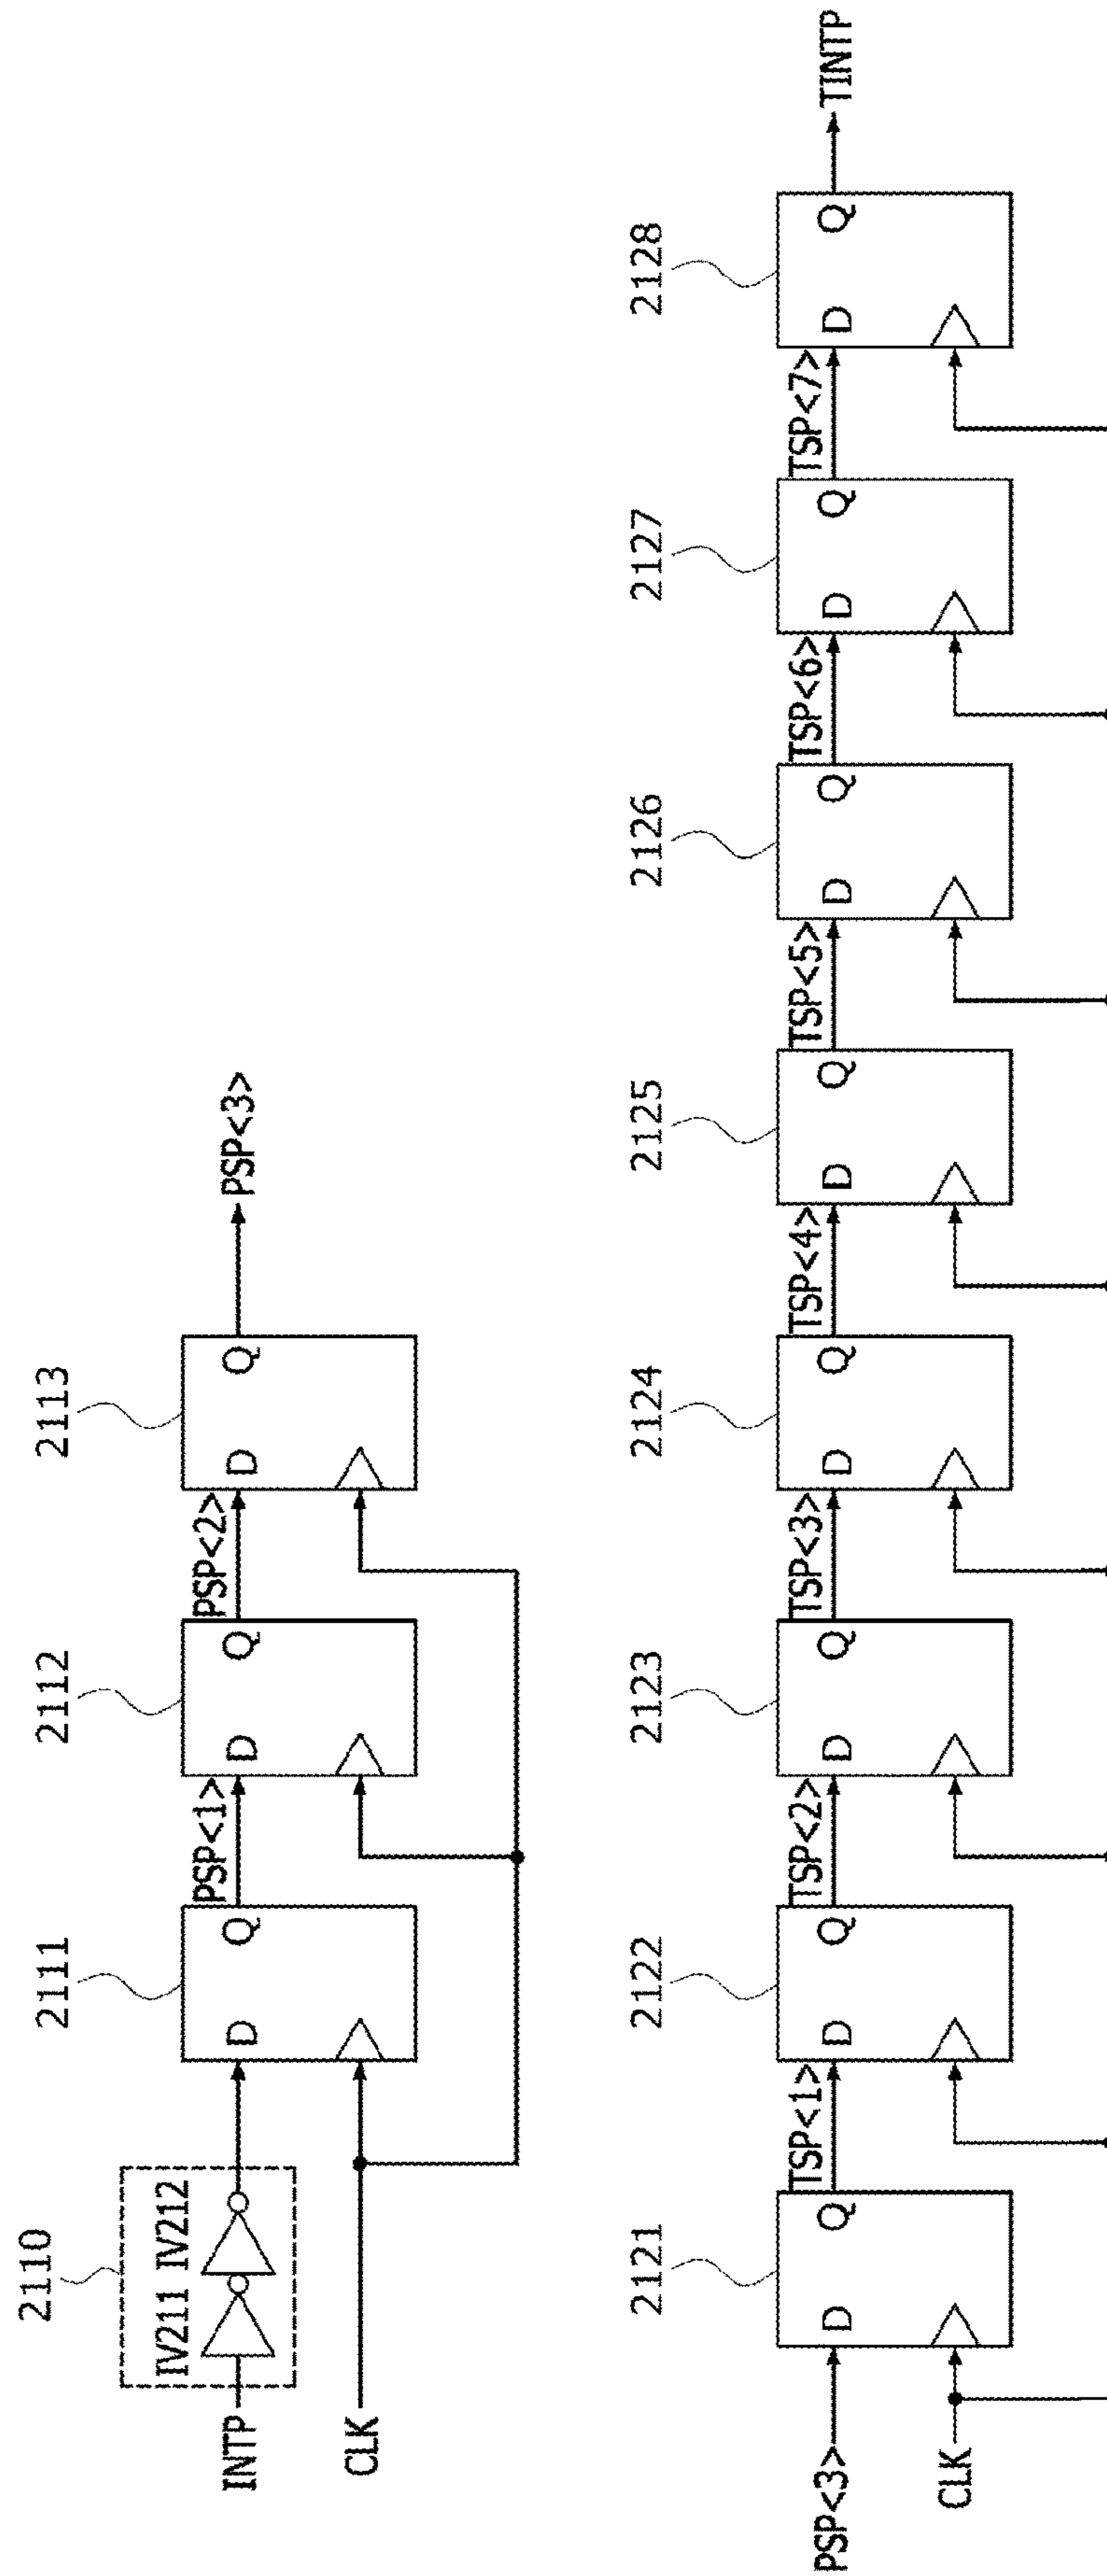 2110
2111
2112
2113
IV211 IV212
PSP<1>
PSP<2>
INTP
D
Q
D
Q
D
Q
PSP<3>
CLK
2121
2122
2123
2124
2125
2126
2127
2128
TSP<1>
TSP<2>
TSP<3>
TSP<4>
TSP<5>
TSP<6>
TSP<7>
PSP<3>
D
Q
D
Q
D
Q
D
Q
D
Q
D
Q
D
Q
D
Q
TINTP
CLK